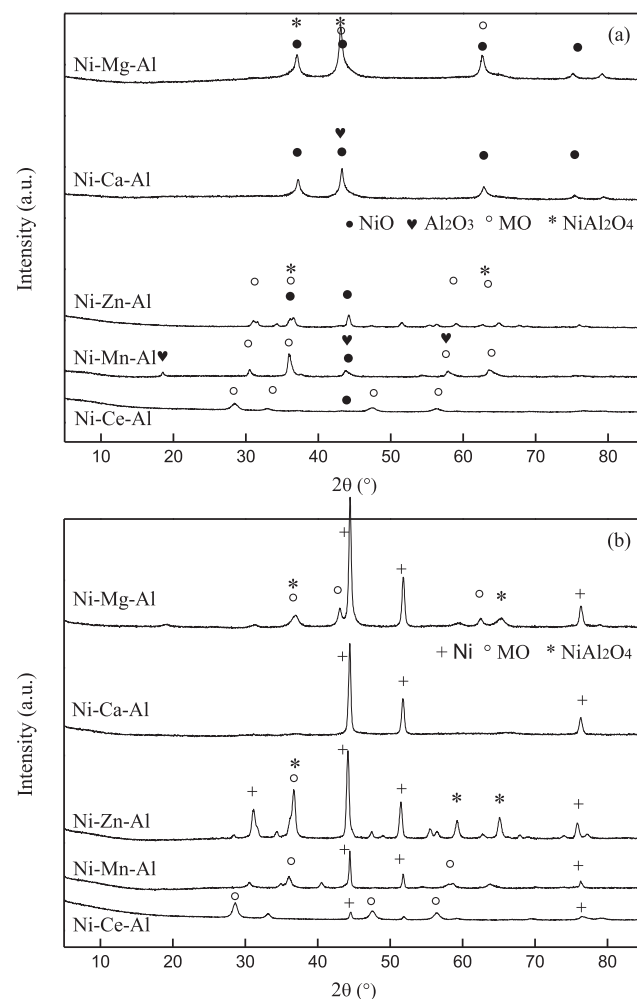 (a)
Ni-Mg-Al
Ni-Ca-Al
● NiO ♥ Al2O3 ○ MO * NiAl2O4
Ni-Zn-Al
Ni-Mn-Al
Ni-Ce-Al
Intensity (a.u.)
10 20 30 40 50 60 70 80
2θ (°)
(b)
Ni-Mg-Al
+ Ni ○ MO * NiAl2O4
Ni-Ca-Al
Ni-Zn-Al
Ni-Mn-Al
Ni-Ce-Al
Intensity (a.u.)
10 20 30 40 50 60 70 80
2θ (°)